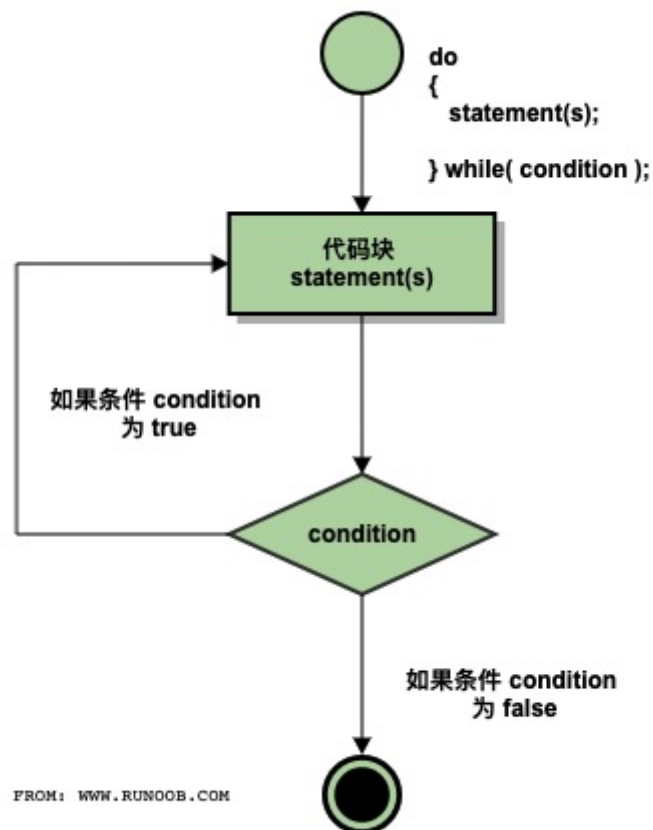 do
{
statement(s);
} while( condition );
代码块
statement(s)
如果条件 condition
为 true
condition
如果条件 condition
为 false
FROM: WWW.RUNOOB.COM